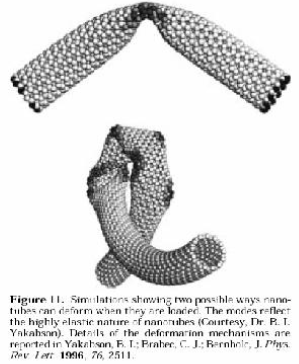 Figure 11. Simulations showing two possible ways nano-
tubes can deform when they are loaded. The modes reflect
the highly elastic nature of nanotubes (Courtesy, Dr. B. I.
Yakabson). Details of the deformation mechanisms are
reported in Yakabson, B. I.; Brabec, C. J.; Bernholc, J. Phys.
Rev. Lett. 1996, 76, 2511.